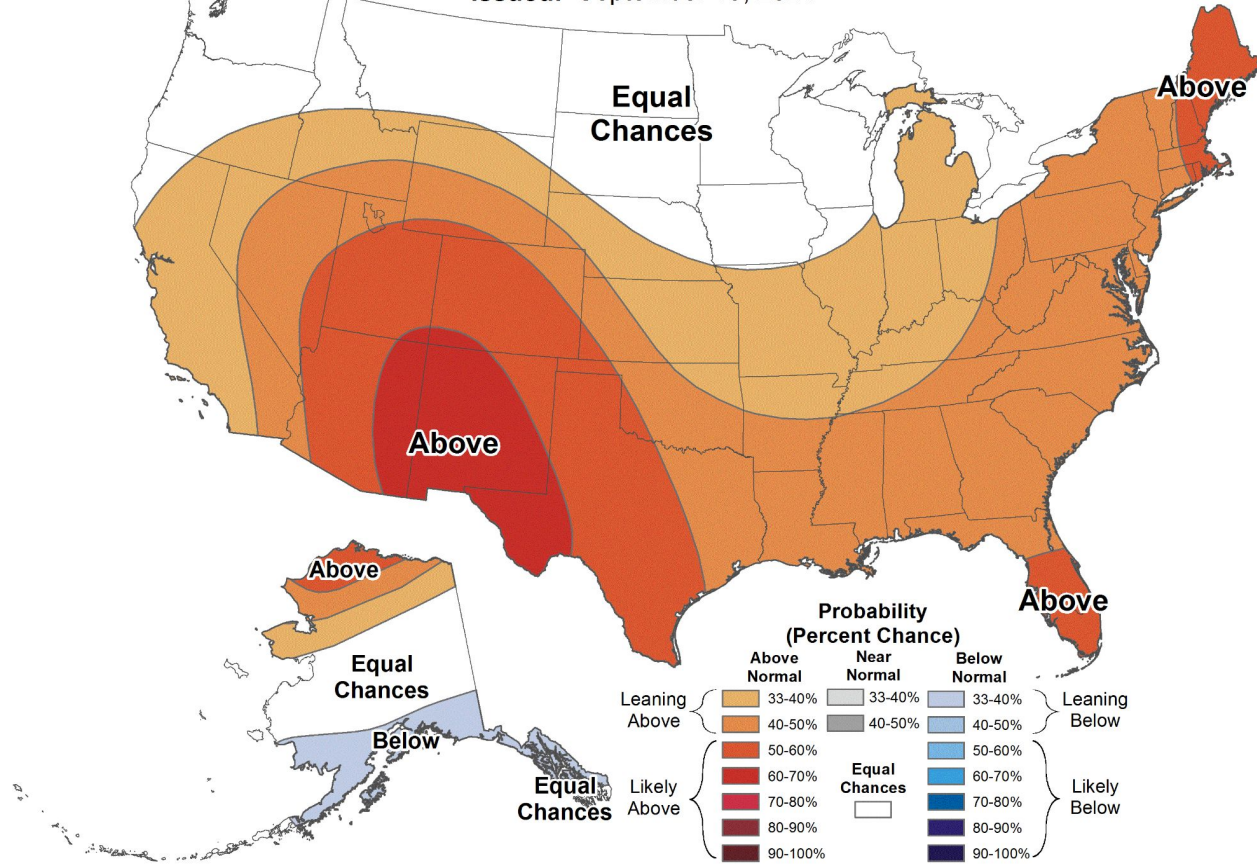 Equal
Chances
Above
Above
Above
Above
Equal
Chances
Below
Equal
Chances
Probability
(Percent Chance)
Above
Normal
Near
Normal
Below
Normal
Leaning
Above
33-40%
40-50%
33-40%
40-50%
33-40%
40-50%
Leaning
Below
Likely
Above
50-60%
60-70%
70-80%
80-90%
90-100%
Equal
Chances
50-60%
60-70%
70-80%
80-90%
90-100%
Likely
Below